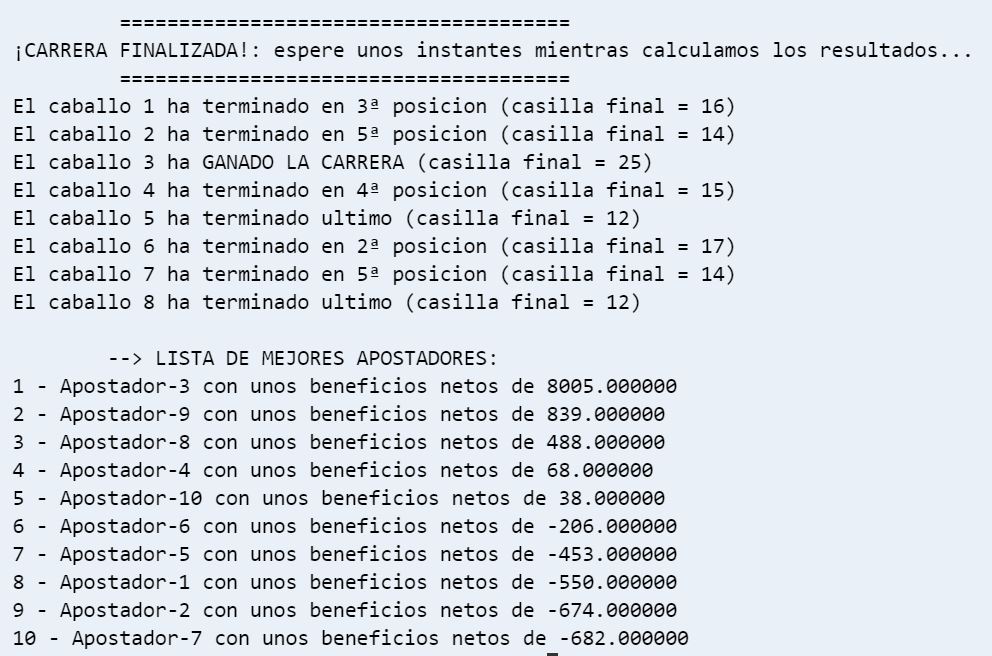 ======================================
¡CARRERA FINALIZADA!: espere unos instantes mientras calculamos los resultados...
======================================
El caballo 1 ha terminado en 3ª posicion (casilla final = 16)
El caballo 2 ha terminado en 5ª posicion (casilla final = 14)
El caballo 3 ha GANADO LA CARRERA (casilla final = 25)
El caballo 4 ha terminado en 4ª posicion (casilla final = 15)
El caballo 5 ha terminado ultimo (casilla final = 12)
El caballo 6 ha terminado en 2ª posicion (casilla final = 17)
El caballo 7 ha terminado en 5ª posicion (casilla final = 14)
El caballo 8 ha terminado ultimo (casilla final = 12)
--> LISTA DE MEJORES APOSTADORES:
1 - Apostador-3 con unos beneficios netos de 8005.000000
2 - Apostador-9 con unos beneficios netos de 839.000000
3 - Apostador-8 con unos beneficios netos de 488.000000
4 - Apostador-4 con unos beneficios netos de 68.000000
5 - Apostador-10 con unos beneficios netos de 38.000000
6 - Apostador-6 con unos beneficios netos de -206.000000
7 - Apostador-5 con unos beneficios netos de -453.000000
8 - Apostador-1 con unos beneficios netos de -550.000000
9 - Apostador-2 con unos beneficios netos de -674.000000
10 - Apostador-7 con unos beneficios netos de -682.000000